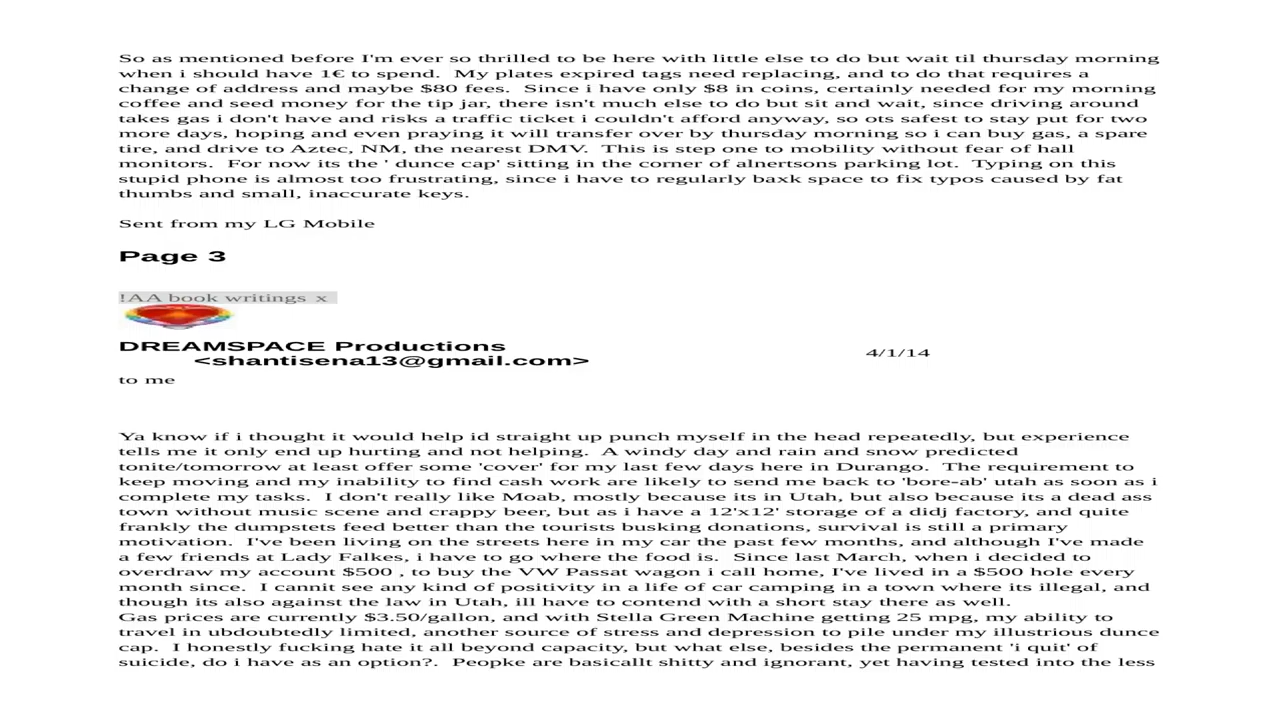 So as mentioned before I'm ever so thrilled to be here with little else to do but wait til thursday morning
when i should have 1€ to spend.  My plates expired tags need replacing, and to do that requires a
change of address and maybe $80 fees.  Since i have only $8 in coins, certainly needed for my morning
coffee and seed money for the tip jar, there isn't much else to do but sit and wait, since driving around
takes gas i don't have and risks a traffic ticket i couldn't afford anyway, so ots safest to stay put for two
more days, hoping and even praying it will transfer over by thursday morning so i can buy gas, a spare
tire, and drive to Aztec, NM, the nearest DMV.  This is step one to mobility without fear of hall
monitors.  For now its the ' dunce cap' sitting in the corner of alnertsons parking lot.  Typing on this
stupid phone is almost too frustrating, since i have to regularly baxk space to fix typos caused by fat
thumbs and small, inaccurate keys.
Sent from my LG Mobile
Page 3
!AA book writings x
DREAMSPACE Productions
<shantisena13@gmail.com>
4/1/14
to me
Ya know if i thought it would help id straight up punch myself in the head repeatedly, but experience
tells me it only end up hurting and not helping.  A windy day and rain and snow predicted
tonite/tomorrow at least offer some 'cover' for my last few days here in Durango.  The requirement to
keep moving and my inability to find cash work are likely to send me back to 'bore-ab' utah as soon as i
complete my tasks.  I don't really like Moab, mostly because its in Utah, but also because its a dead ass
town without music scene and crappy beer, but as i have a 12'x12' storage of a didj factory, and quite
frankly the dumpstets feed better than the tourists busking donations, survival is still a primary
motivation.  I've been living on the streets here in my car the past few months, and although I've made
a few friends at Lady Falkes, i have to go where the food is.  Since last March, when i decided to
overdraw my account $500 , to buy the VW Passat wagon i call home, I've lived in a $500 hole every
month since.  I cannit see any kind of positivity in a life of car camping in a town where its illegal, and
though its also against the law in Utah, ill have to contend with a short stay there as well.
Gas prices are currently $3.50/gallon, and with Stella Green Machine getting 25 mpg, my ability to
travel in ubdoubtedly limited, another source of stress and depression to pile under my illustrious dunce
cap.  I honestly fucking hate it all beyond capacity, but what else, besides the permanent 'i quit' of
suicide, do i have as an option?.  Peopke are basicallt shitty and ignorant, yet having tested into the less